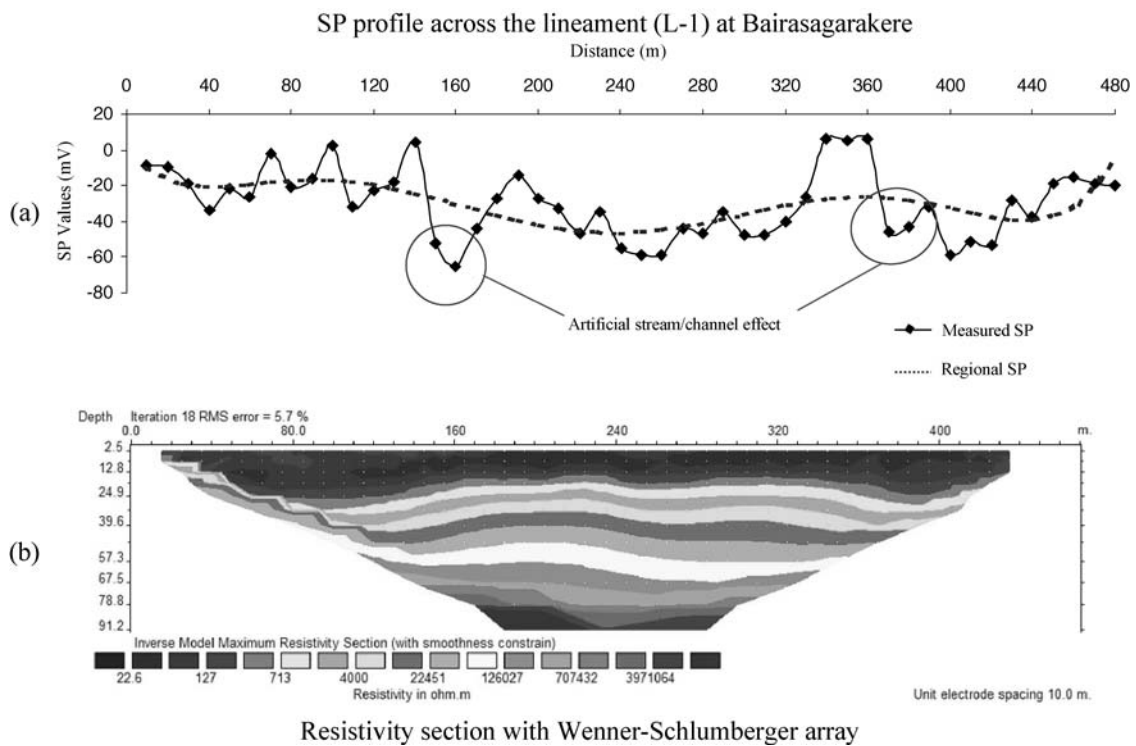 SP profile across the lineament (L-1) at Bairasagarakere
Distance (m)
0 40 80 120 160 200 240 280 320 360 400 440 480
20
0
-20
-40
-60
-80
SP Values (mV)
(a)
Artificial stream/channel effect
Measured SP
Regional SP
Depth Iteration 18 RMS error = 5.7 %
0.0 80.0 160 240 320 400 m.
2.5
12.8
24.9
39.6
57.3
67.5
78.8
91.2
(b)
Inverse Model Maximum Resistivity Section (with smoothness constrain)
22.6 127 713 4000 22451 126027 707432 3971064
Resistivity in ohm.m
Unit electrode spacing 10.0 m.
Resistivity section with Wenner-Schlumberger array